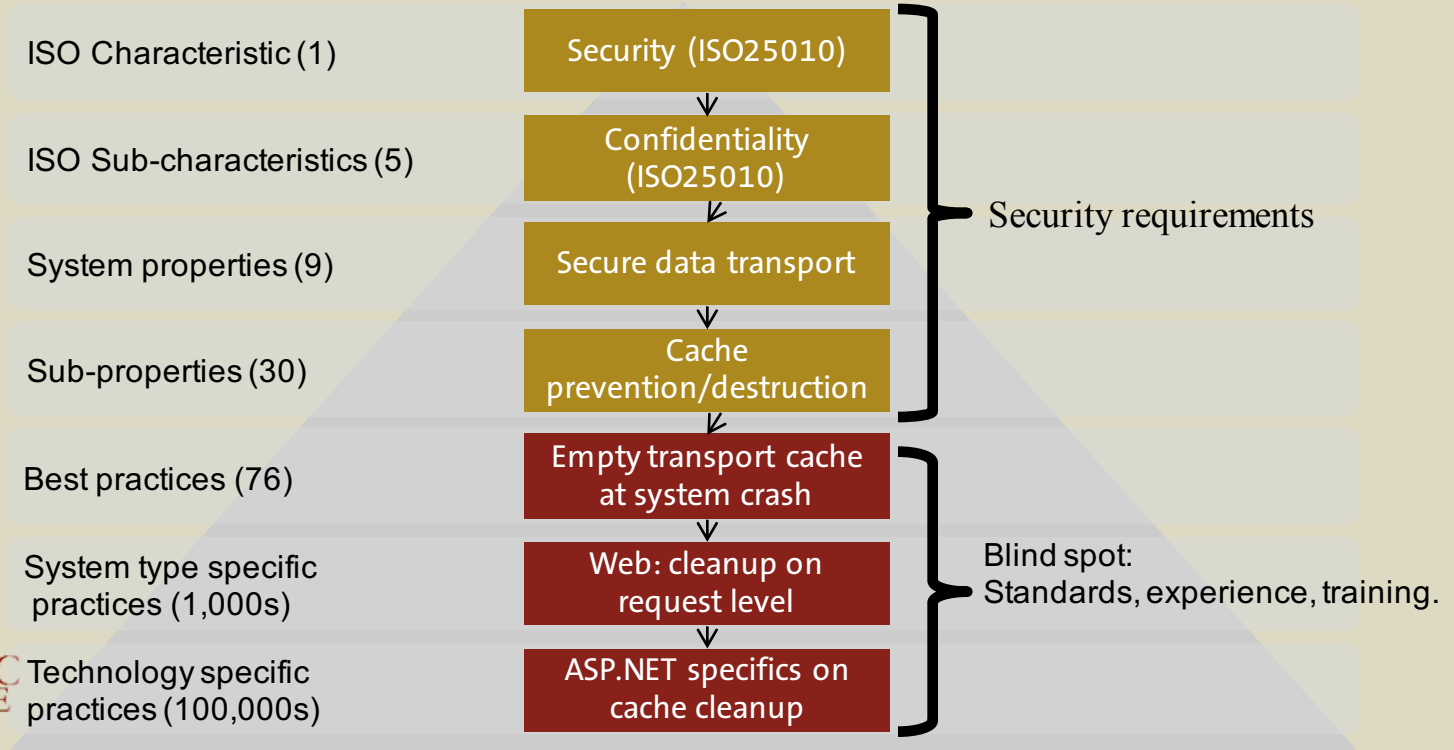 ISO Characteristic (1)
Security (ISO25010)
ISO Sub-characteristics (5)
Confidentiality
(ISO25010)
System properties (9)
Secure data transport
Security requirements
Sub-properties (30)
Cache
prevention/destruction
Best practices (76)
Empty transport cache
at system crash
System type specific
practices (1,000s)
Web: cleanup on
request level
Blind spot:
Standards, experience, training.
C
E
Technology specific
practices (100,000s)
ASP.NET specifics on
cache cleanup